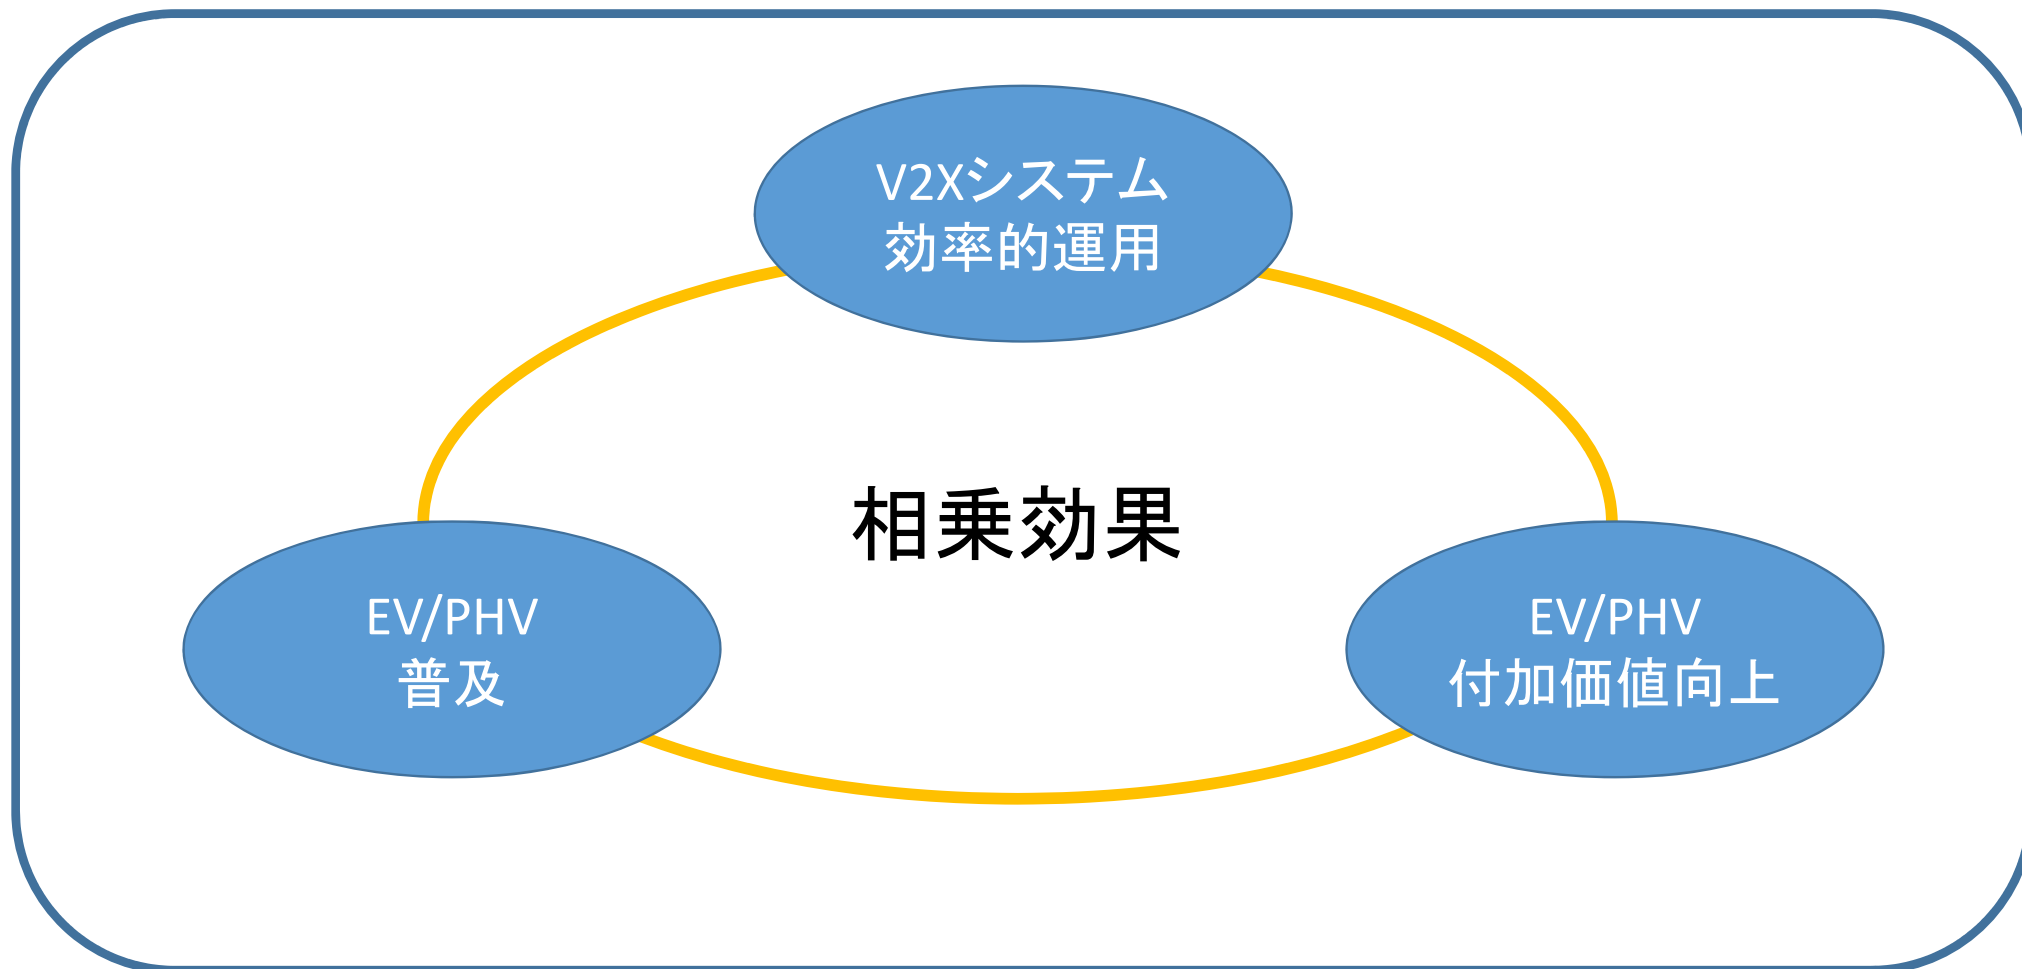 V2Xシステム
効率的運用
相乗効果
EV/PHV
普及
EV/PHV
付加価値向上